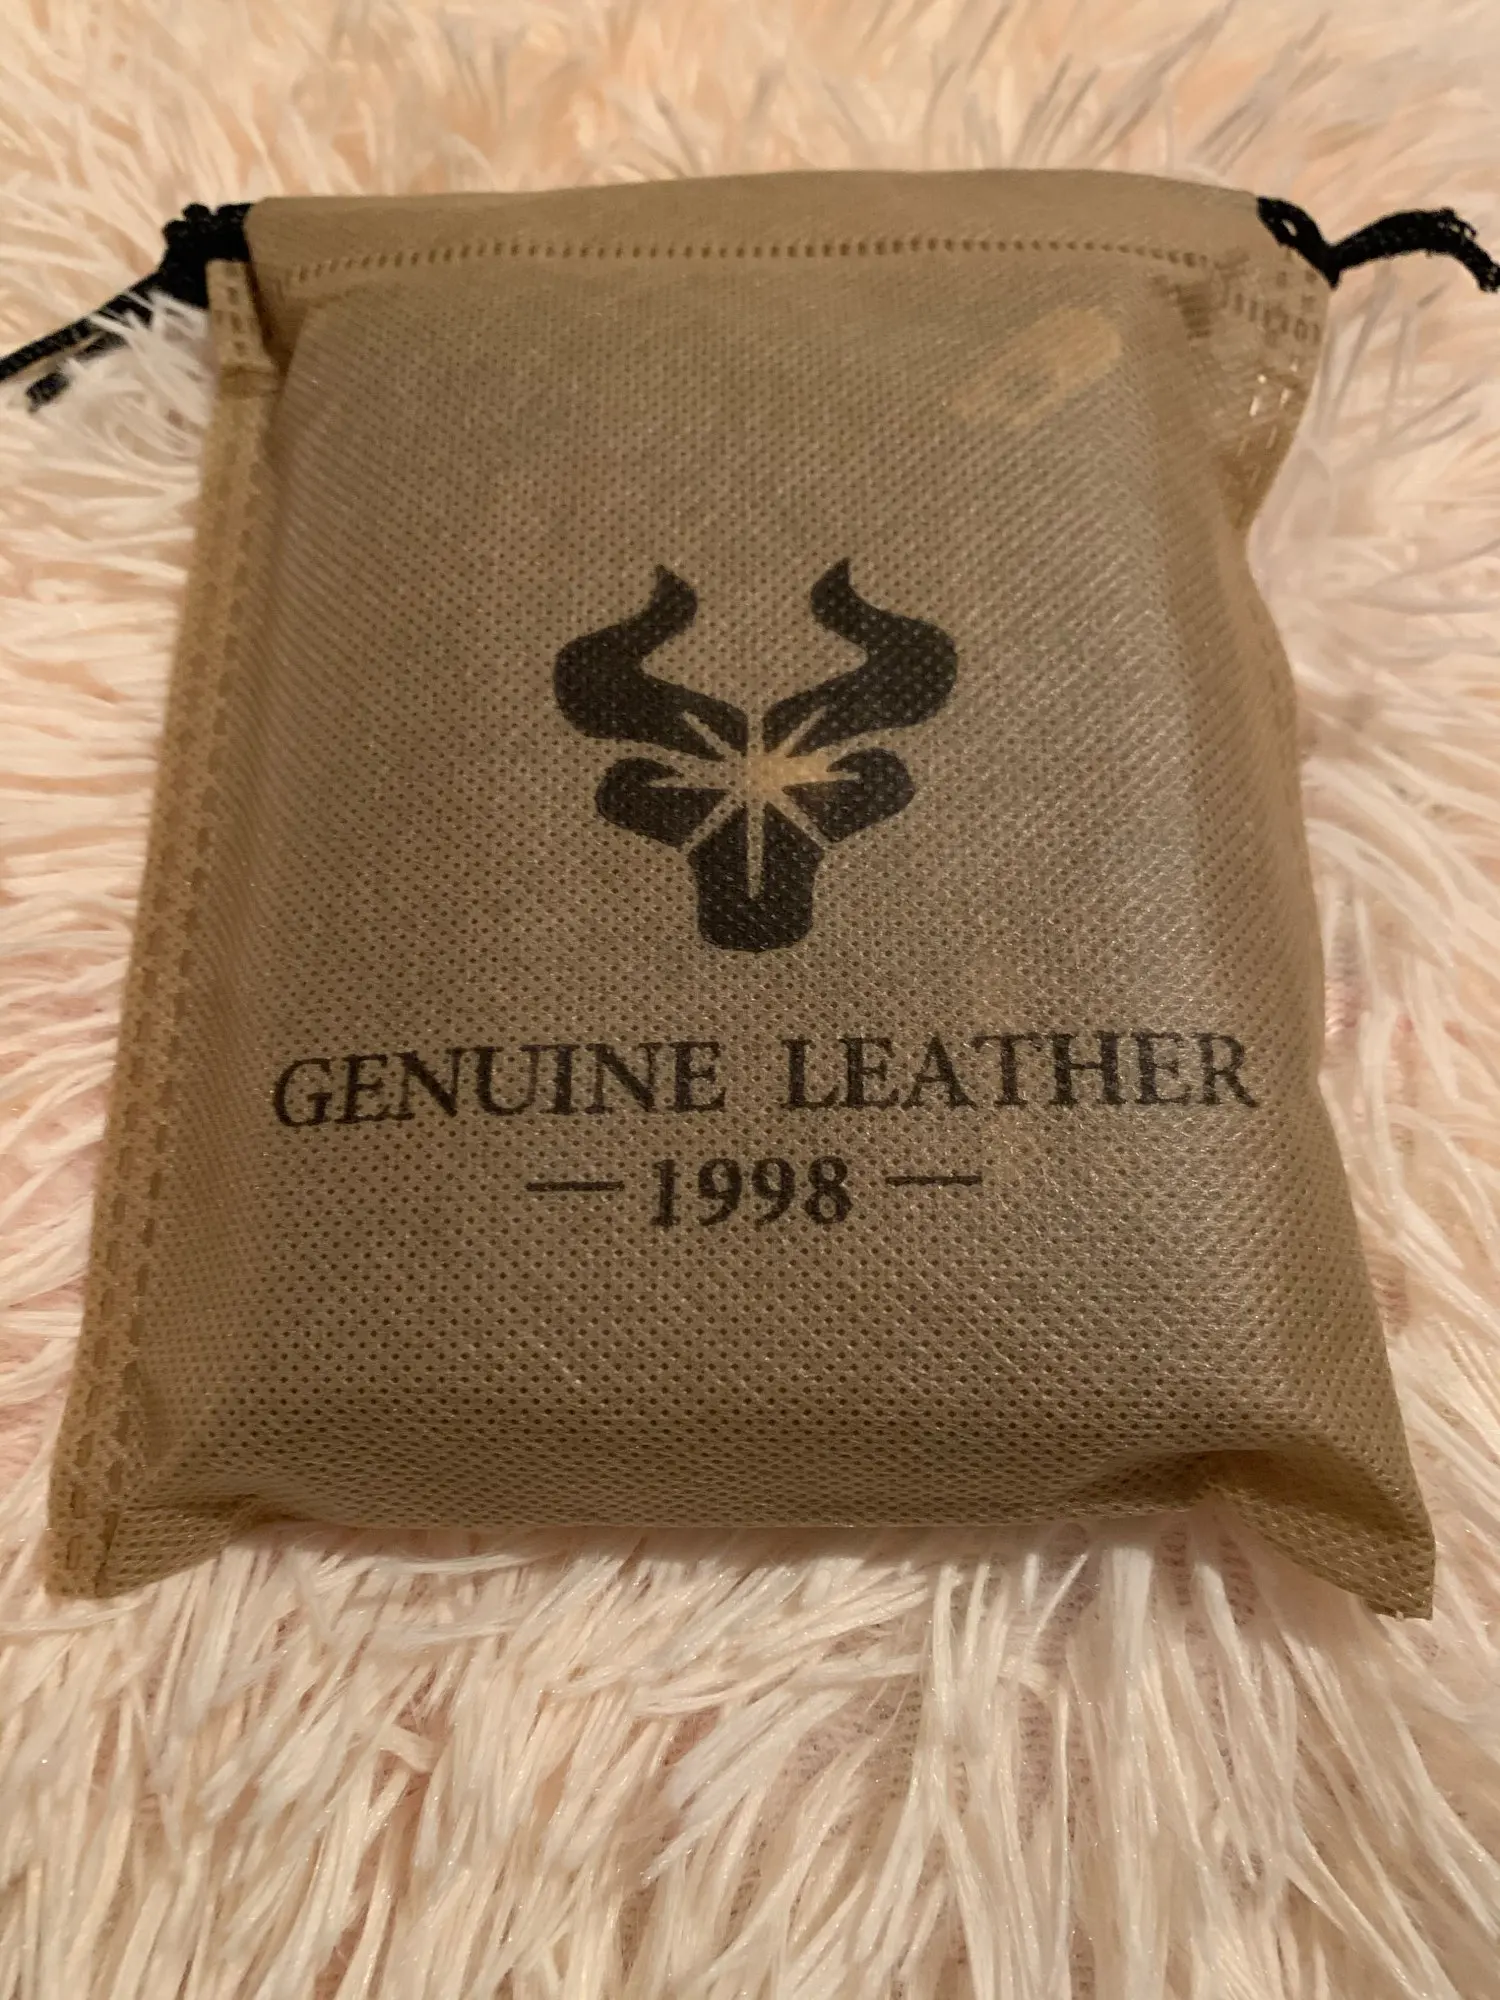 GENUINE LEATHER
— 1998 —